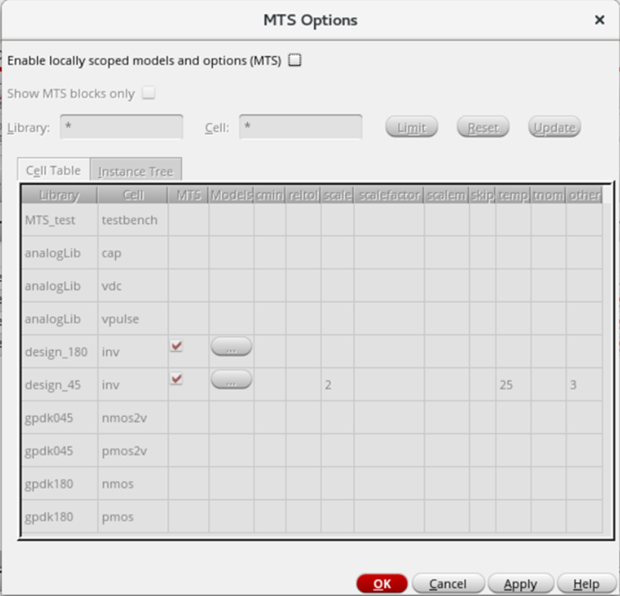 MTS Options
Enable locally scoped models and options (MTS)
Show MTS blocks only
Library: * Cell: * Limit Reset Update
Cell Table Instance Tree
Library Cell MTS Models cmin reltol scale scalefactor scalem skip temp tnom other
MTS_test testbench
analogLib cap
analogLib vdc
analogLib vpulse
design_180 inv ...
design_45 inv ... 2 25 3
gpdk045 nmos2v
gpdk045 pmos2v
gpdk180 nmos
gpdk180 pmos
OK Cancel Apply Help